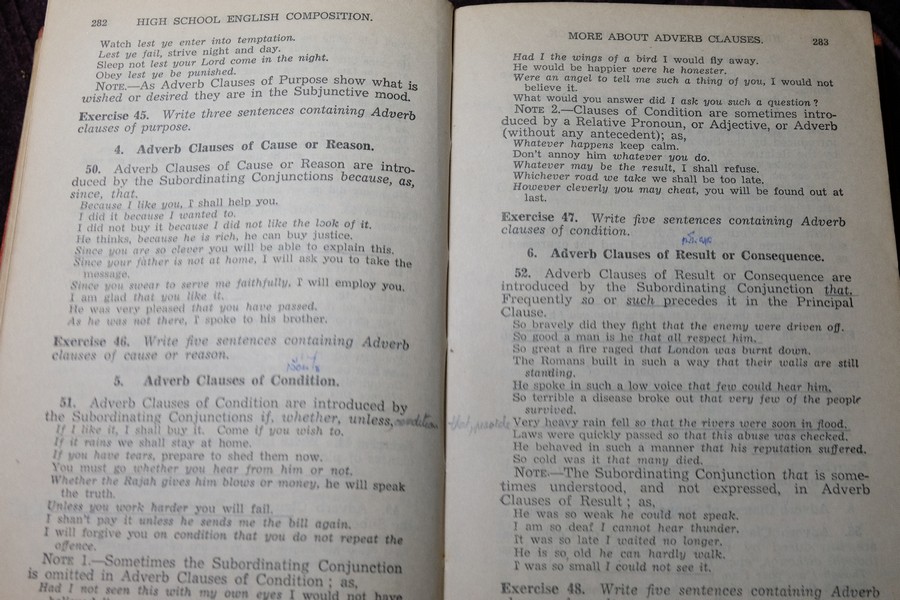 282 HIGH SCHOOL ENGLISH COMPOSITION.
Watch lest ye enter into temptation.
Lest ye fail, strive night and day.
Sleep not lest your Lord come in the night.
Obey lest ye be punished.
NOTE.—As Adverb Clauses of Purpose show what is
wished or desired they are in the Subjunctive mood.
Exercise 45. Write three sentences containing Adverb
clauses of purpose.
4. Adverb Clauses of Cause or Reason.
50. Adverb Clauses of Cause or Reason are intro-
duced by the Subordinating Conjunctions because, as,
since, that.
Because I like you, I shall help you.
I did it because I wanted to.
I did not buy it because I did not like the look of it.
He thinks, because he is rich, he can buy justice.
Since you are so clever you will be able to explain this.
Since your father is not at home, I will ask you to take the
message.
Since you swear to serve me faithfully, I will employ you.
I am glad that you like it.
He was very pleased that you have passed.
As he was not there, I spoke to his brother.
Exercise 46. Write five sentences containing Adverb
clauses of cause or reason.
5. Adverb Clauses of Condition.
51. Adverb Clauses of Condition are introduced by
the Subordinating Conjunctions if, whether, unless,
If I like it, I shall buy it. Come if you wish to.
If it rains we shall stay at home.
If you have tears, prepare to shed them now.
You must go whether you hear from him or not.
Whether the Rajah gives him blows or money, he will speak
the truth.
Unless you work harder you will fail.
I shan't pay it unless he sends me the bill again.
I will forgive you on condition that you do not repeat the
offence.
NOTE 1.—Sometimes the Subordinating Conjunction
is omitted in Adverb Clauses of Condition; as,
Had I not seen this with my own eyes I would not have
MORE ABOUT ADVERB CLAUSES. 283
Had I the wings of a bird I would fly away.
He would be happier were he honester.
Were an angel to tell me such a thing of you, I would not
believe it.
What would you answer did I ask you such a question?
NOTE 2.—Clauses of Condition are sometimes intro-
duced by a Relative Pronoun, or Adjective, or Adverb
(without any antecedent); as,
Whatever happens keep calm.
Don't annoy him whatever you do.
Whatever may be the result, I shall refuse.
Whichever road we take we shall be too late.
However cleverly you may cheat, you will be found out at
last.
Exercise 47. Write five sentences containing Adverb
clauses of condition.
6. Adverb Clauses of Result or Consequence.
52. Adverb Clauses of Result or Consequence are
introduced by the Subordinating Conjunction that.
Frequently so or such precedes it in the Principal
Clause.
So bravely did they fight that the enemy were driven off.
So good a man is he that all respect him.
So great a fire raged that London was burnt down.
The Romans built in such a way that their walls are still
standing.
He spoke in such a low voice that few could hear him.
So terrible a disease broke out that very few of the people
survived.
Very heavy rain fell so that the rivers were soon in flood.
Laws were quickly passed so that this abuse was checked.
He behaved in such a manner that his reputation suffered.
So cold was it that many died.
NOTE.—The Subordinating Conjunction that is some-
times understood, and not expressed, in Adverb
Clauses of Result; as,
He was so weak he could not speak.
I am so deaf I cannot hear thunder.
It was so late I waited no longer.
He is so old he can hardly walk.
I was so small I could not see it.
Exercise 48. Write five sentences containing Adverb